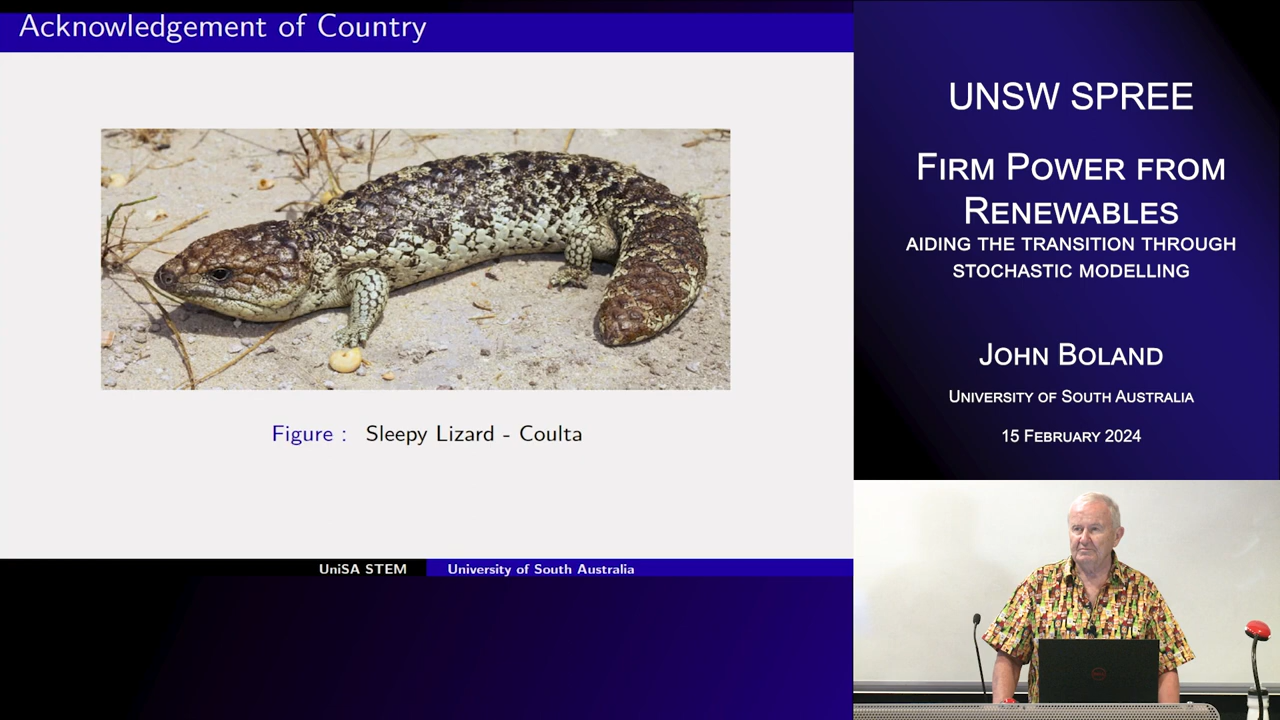 Acknowledgement of Country
Figure : Sleepy Lizard - Coulta
UniSA STEM
University of South Australia
UNSW SPREE
FIRM POWER FROM
RENEWABLES
AIDING THE TRANSITION THROUGH
STOCHASTIC MODELLING
JOHN BOLAND
UNIVERSITY OF SOUTH AUSTRALIA
15 FEBRUARY 2024